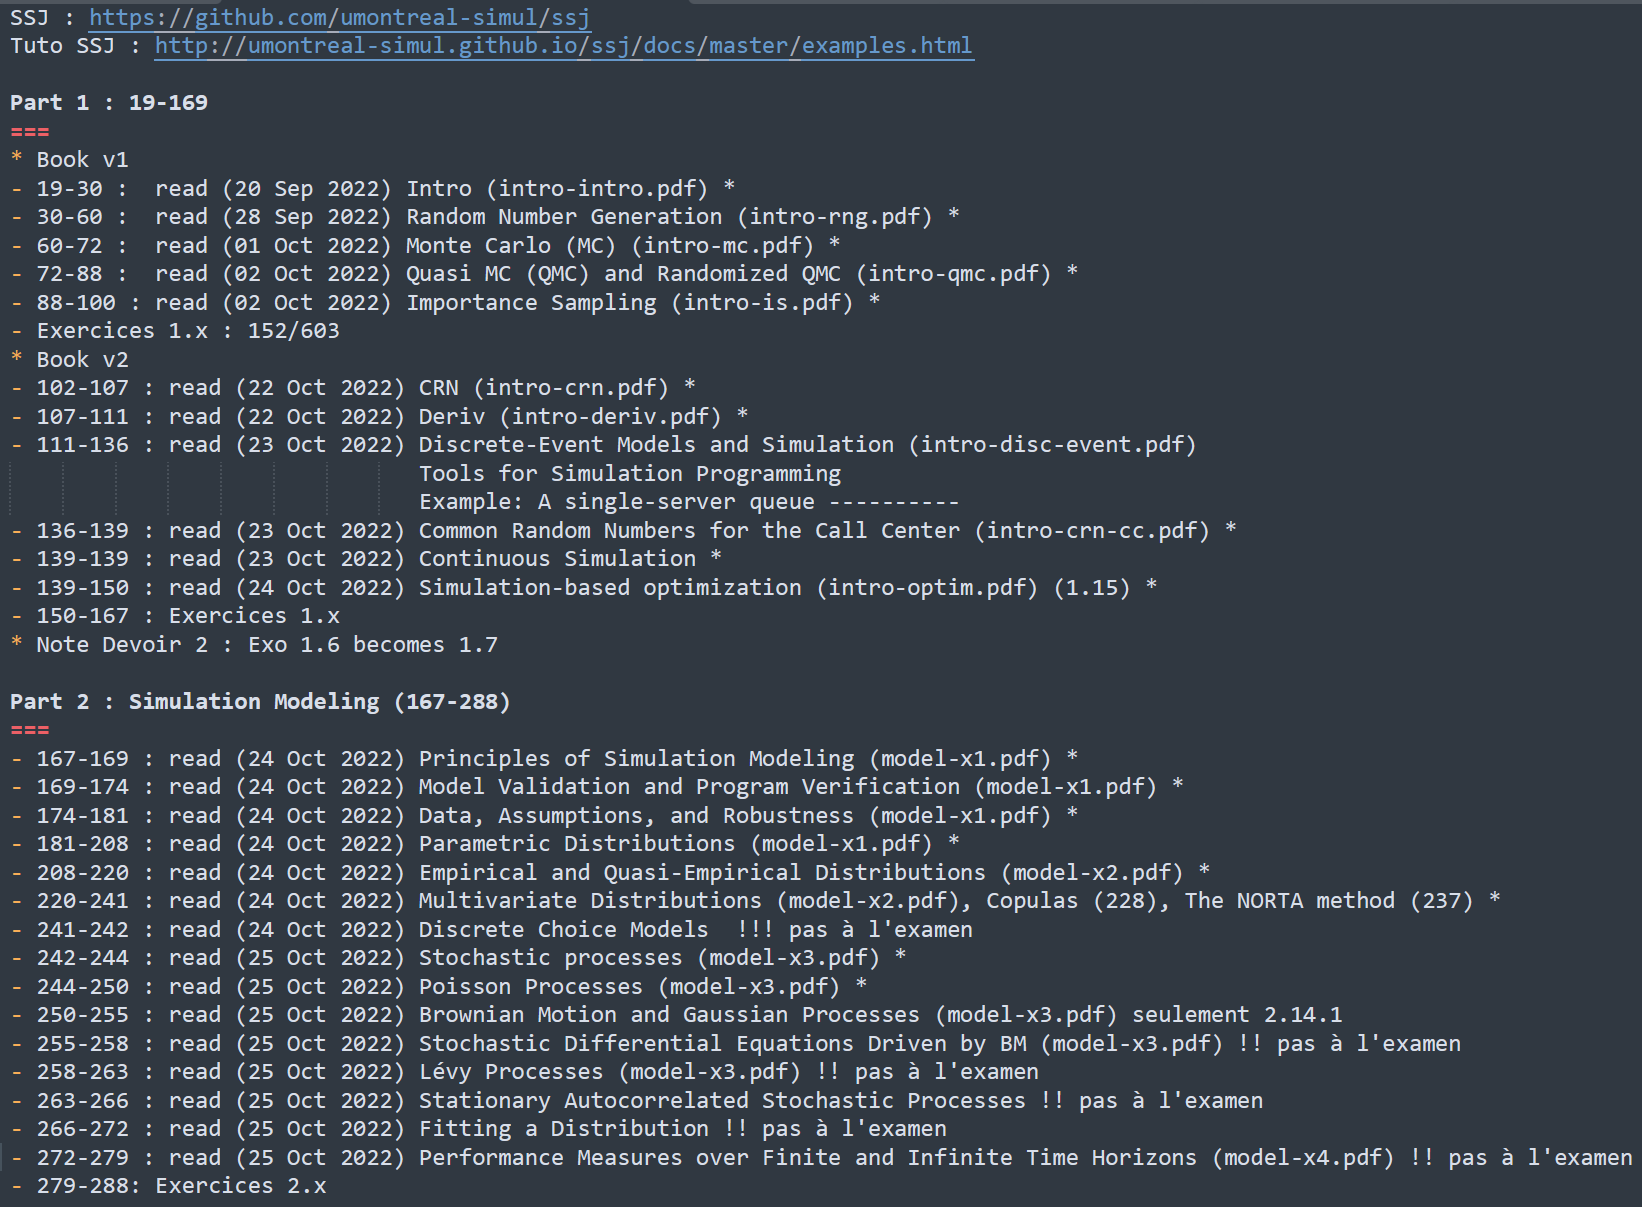 SSJ : https://github.com/umontreal-simul/ssj
Tuto SSJ : http://umontreal-simul.github.io/ssj/docs/master/examples.html
Part 1 : 19-169
===
* Book v1
- 19-30 :  read (20 Sep 2022) Intro (intro-intro.pdf) *
- 30-60 :  read (28 Sep 2022) Random Number Generation (intro-rng.pdf) *
- 60-72 :  read (01 Oct 2022) Monte Carlo (MC) (intro-mc.pdf) *
- 72-88 :  read (02 Oct 2022) Quasi MC (QMC) and Randomized QMC (intro-qmc.pdf) *
- 88-100 : read (02 Oct 2022) Importance Sampling (intro-is.pdf) *
- Exercices 1.x : 152/603
* Book v2
- 102-107 : read (22 Oct 2022) CRN (intro-crn.pdf) *
- 107-111 : read (22 Oct 2022) Deriv (intro-deriv.pdf) *
- 111-136 : read (23 Oct 2022) Discrete-Event Models and Simulation (intro-disc-event.pdf)
Tools for Simulation Programming
Example: A single-server queue ----------
- 136-139 : read (23 Oct 2022) Common Random Numbers for the Call Center (intro-crn-cc.pdf) *
- 139-139 : read (23 Oct 2022) Continuous Simulation *
- 139-150 : read (24 Oct 2022) Simulation-based optimization (intro-optim.pdf) (1.15) *
- 150-167 : Exercices 1.x
* Note Devoir 2 : Exo 1.6 becomes 1.7
Part 2 : Simulation Modeling (167-288)
===
- 167-169 : read (24 Oct 2022) Principles of Simulation Modeling (model-x1.pdf) *
- 169-174 : read (24 Oct 2022) Model Validation and Program Verification (model-x1.pdf) *
- 174-181 : read (24 Oct 2022) Data, Assumptions, and Robustness (model-x1.pdf) *
- 181-208 : read (24 Oct 2022) Parametric Distributions (model-x1.pdf) *
- 208-220 : read (24 Oct 2022) Empirical and Quasi-Empirical Distributions (model-x2.pdf) *
- 220-241 : read (24 Oct 2022) Multivariate Distributions (model-x2.pdf), Copulas (228), The NORTA method (237) *
- 241-242 : read (24 Oct 2022) Discrete Choice Models  !!! pas à l'examen
- 242-244 : read (25 Oct 2022) Stochastic processes (model-x3.pdf) *
- 244-250 : read (25 Oct 2022) Poisson Processes (model-x3.pdf) *
- 250-255 : read (25 Oct 2022) Brownian Motion and Gaussian Processes (model-x3.pdf) seulement 2.14.1
- 255-258 : read (25 Oct 2022) Stochastic Differential Equations Driven by BM (model-x3.pdf) !! pas à l'examen
- 258-263 : read (25 Oct 2022) Lévy Processes (model-x3.pdf) !! pas à l'examen
- 263-266 : read (25 Oct 2022) Stationary Autocorrelated Stochastic Processes !! pas à l'examen
- 266-272 : read (25 Oct 2022) Fitting a Distribution !! pas à l'examen
- 272-279 : read (25 Oct 2022) Performance Measures over Finite and Infinite Time Horizons (model-x4.pdf) !! pas à l'examen
- 279-288: Exercices 2.x